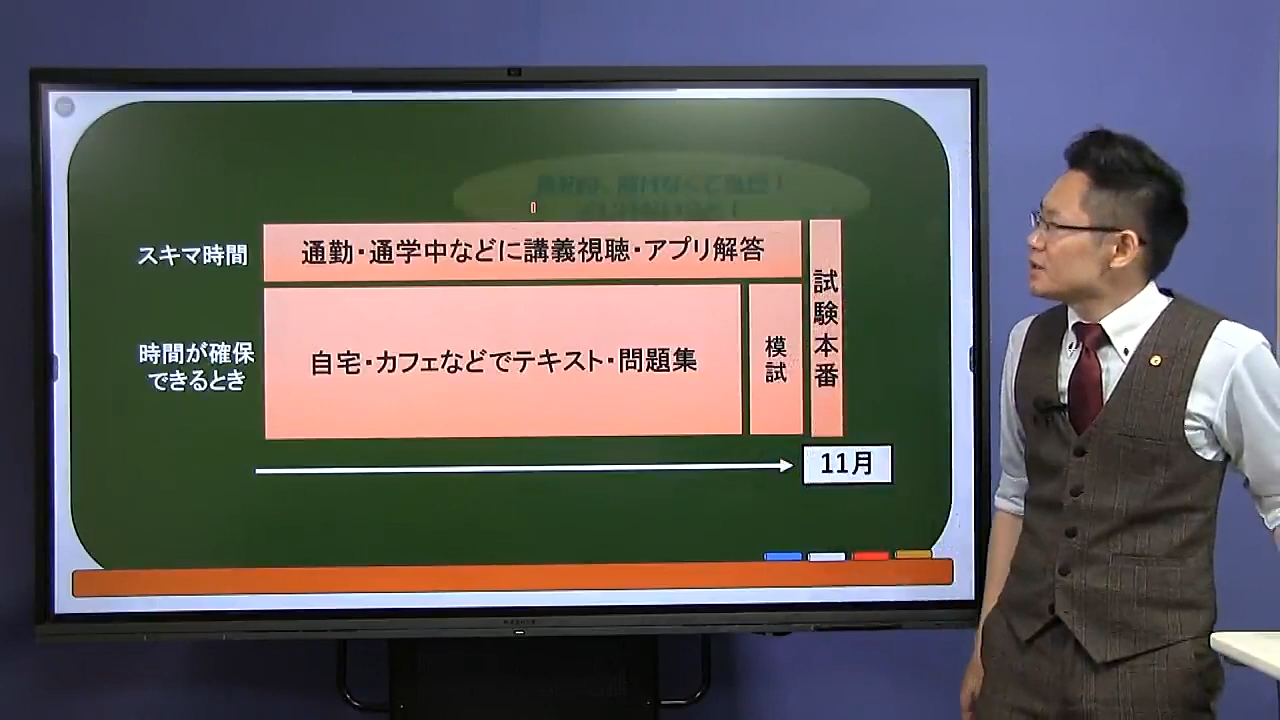 スキマ時間
通勤・通学中などに講義視聴・アプリ解答
時間が確保
できるとき
自宅・カフェなどでテキスト・問題集
模試
試験本番
11月